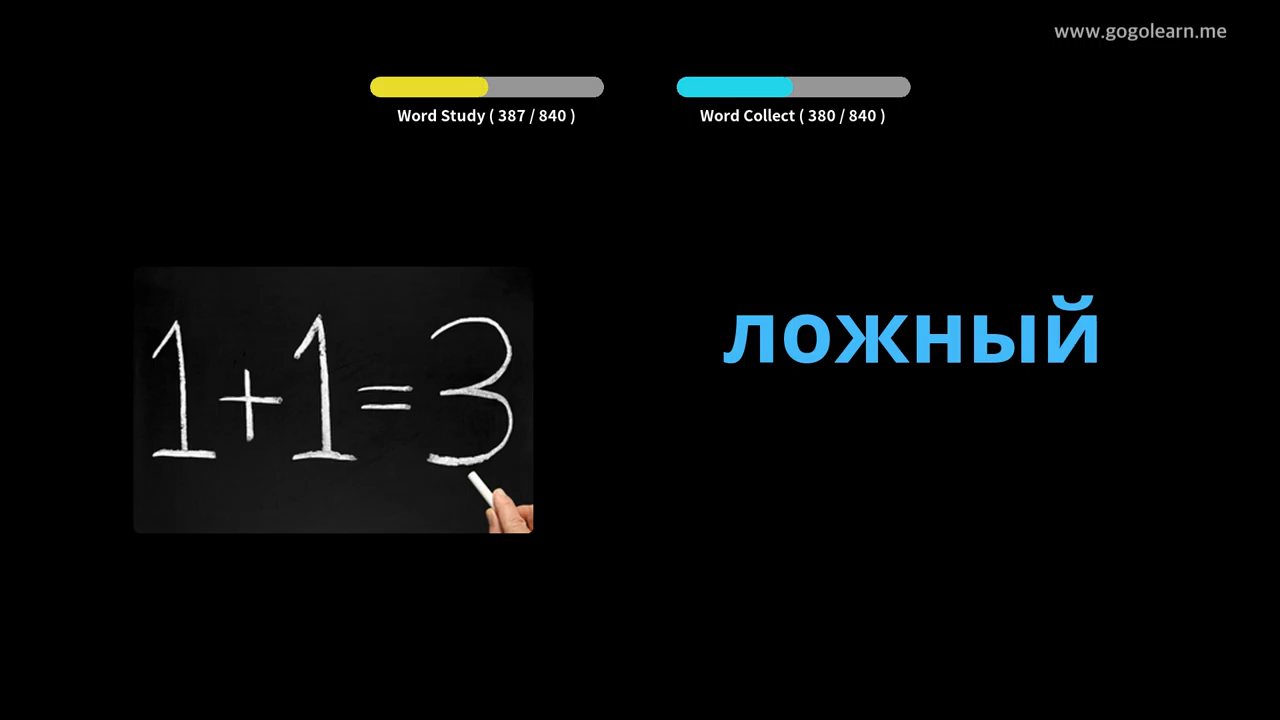 www.gogolearn.me
Word Study ( 387 / 840 )
Word Collect ( 380 / 840 )
1+1=3
ложный